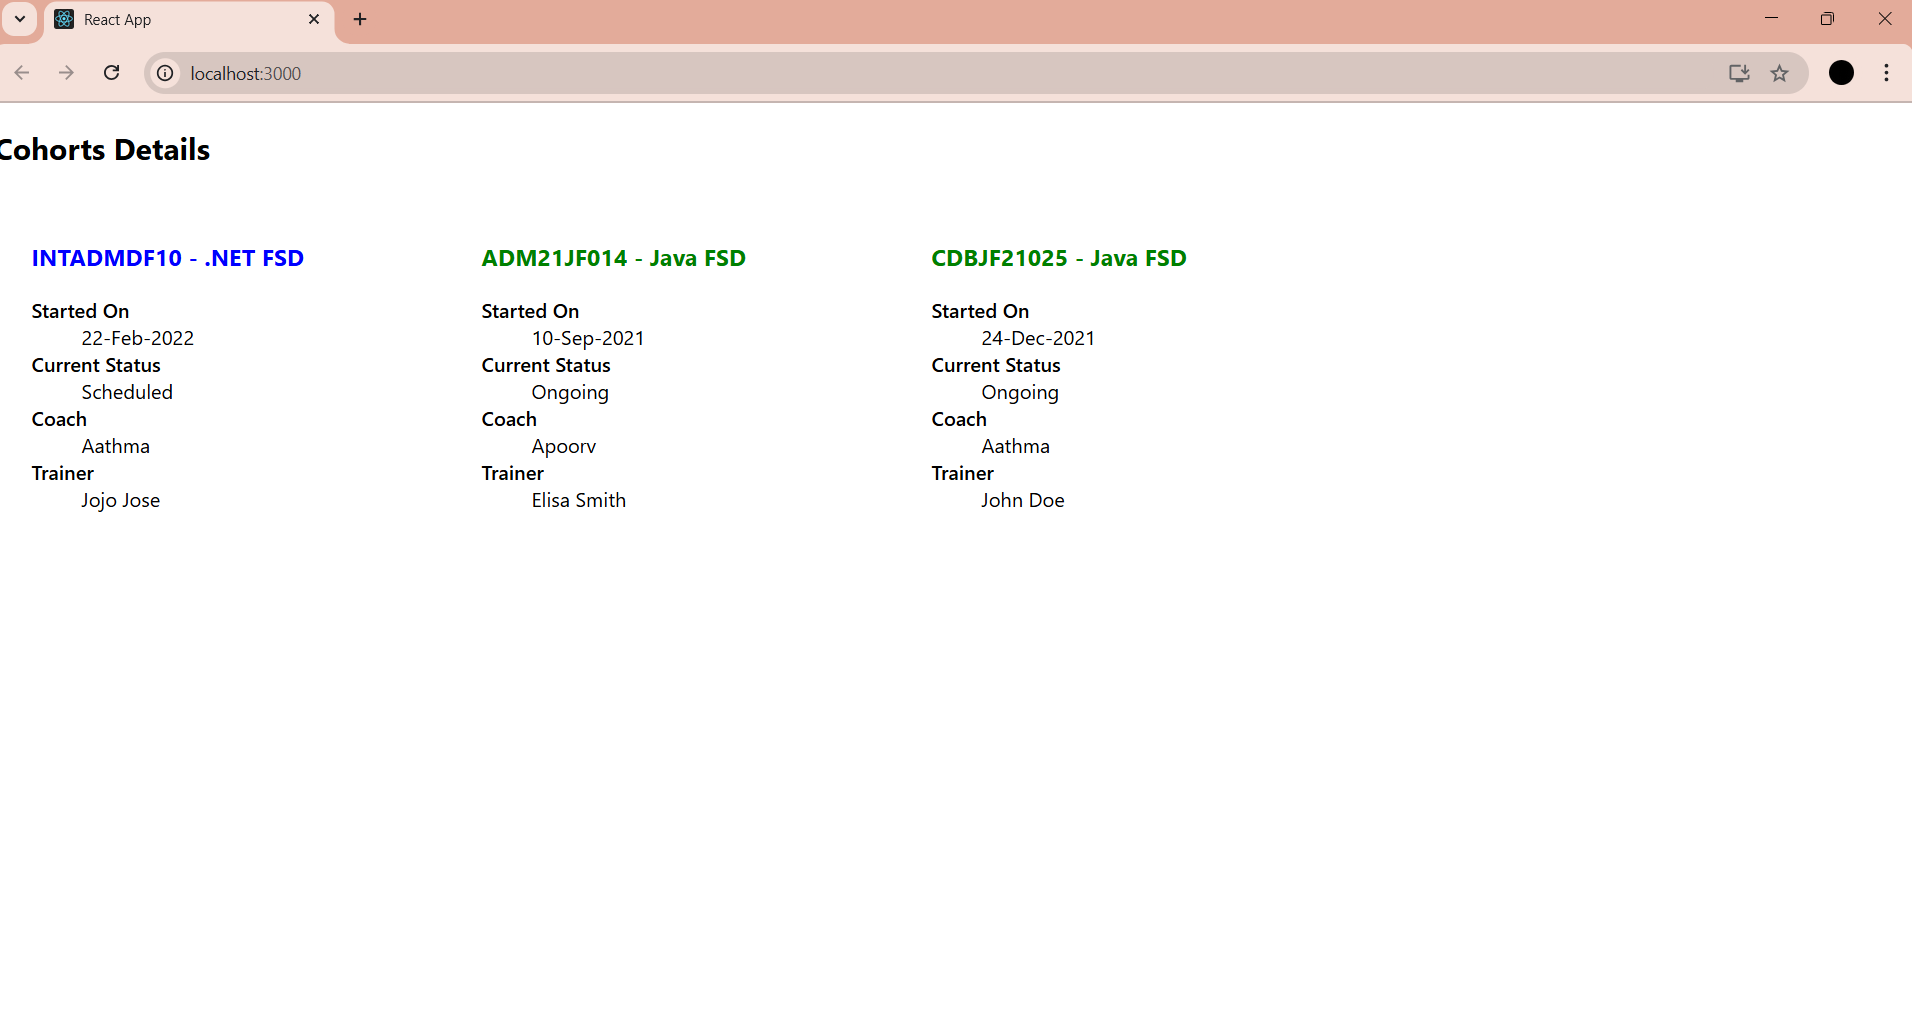 React App
localhost:3000
Cohorts Details
INTADMDF10 - .NET FSD
Started On
22-Feb-2022
Current Status
Scheduled
Coach
Aathma
Trainer
Jojo Jose
ADM21JF014 - Java FSD
Started On
10-Sep-2021
Current Status
Ongoing
Coach
Apoorv
Trainer
Elisa Smith
CDBJF21025 - Java FSD
Started On
24-Dec-2021
Current Status
Ongoing
Coach
Aathma
Trainer
John Doe